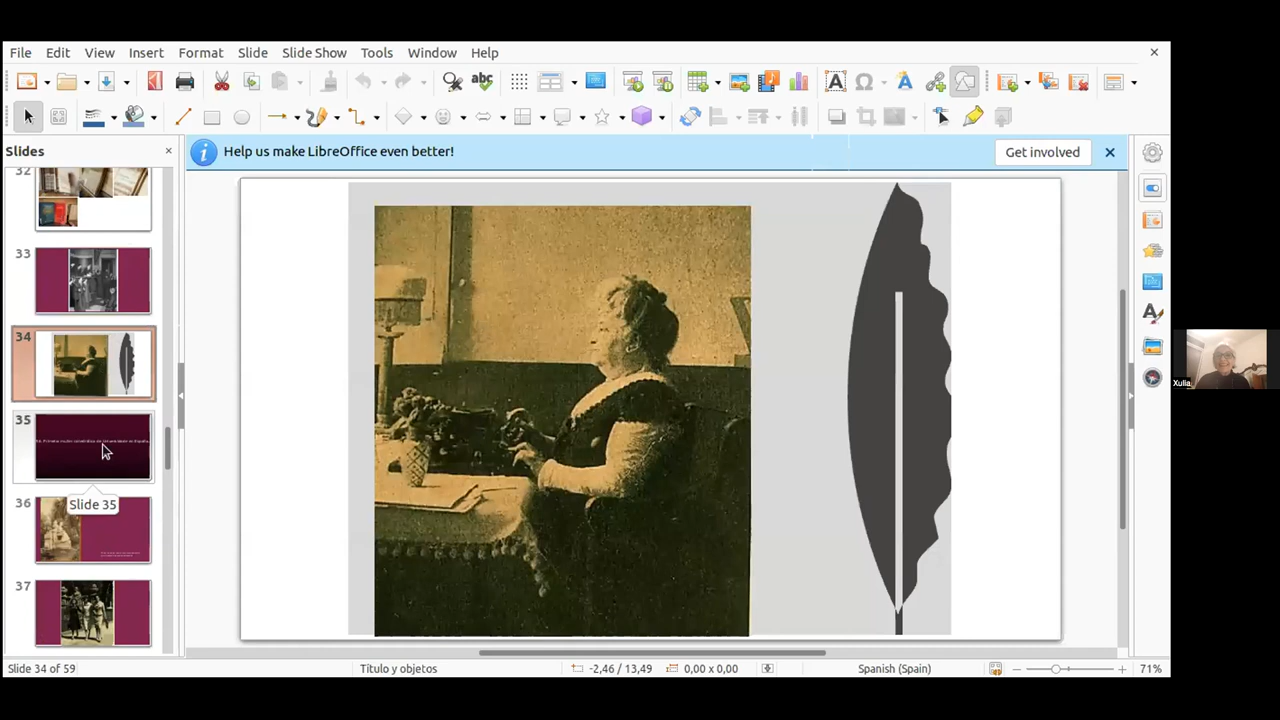 File Edit View Insert Format Slide Slide Show Tools Window Help
Slides
Help us make LibreOffice even better!
Get involved
32
33
34
35
Slide 35
36
37
Xulia
Slide 34 of 59
Título y objetos
-2,46 / 13,49
0,00 x 0,00
Spanish (Spain)
71%